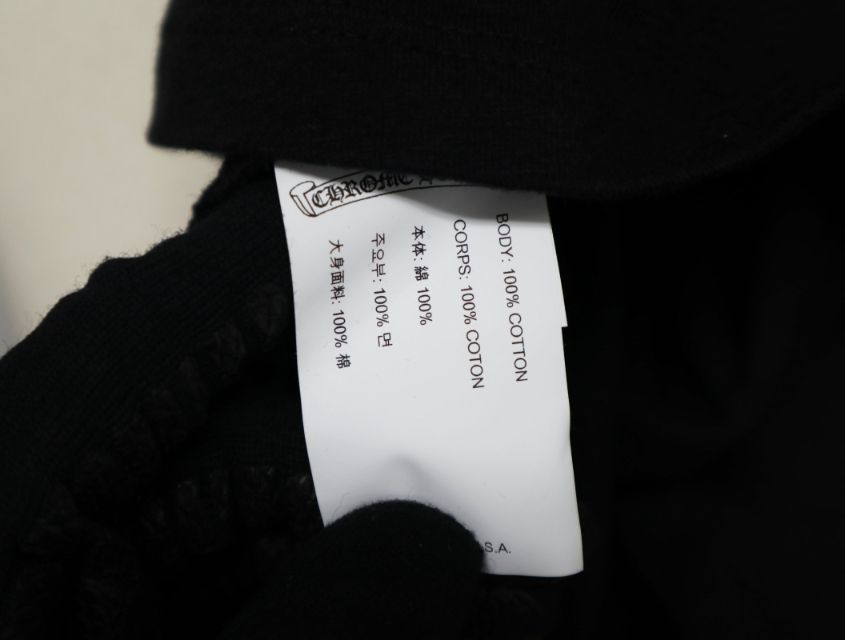 CHROME
BODY: 100% COTTON
CORPS: 100% COTON
本体: 綿 100%
주요부: 100% 면
大身面料: 100% 棉
S.A.